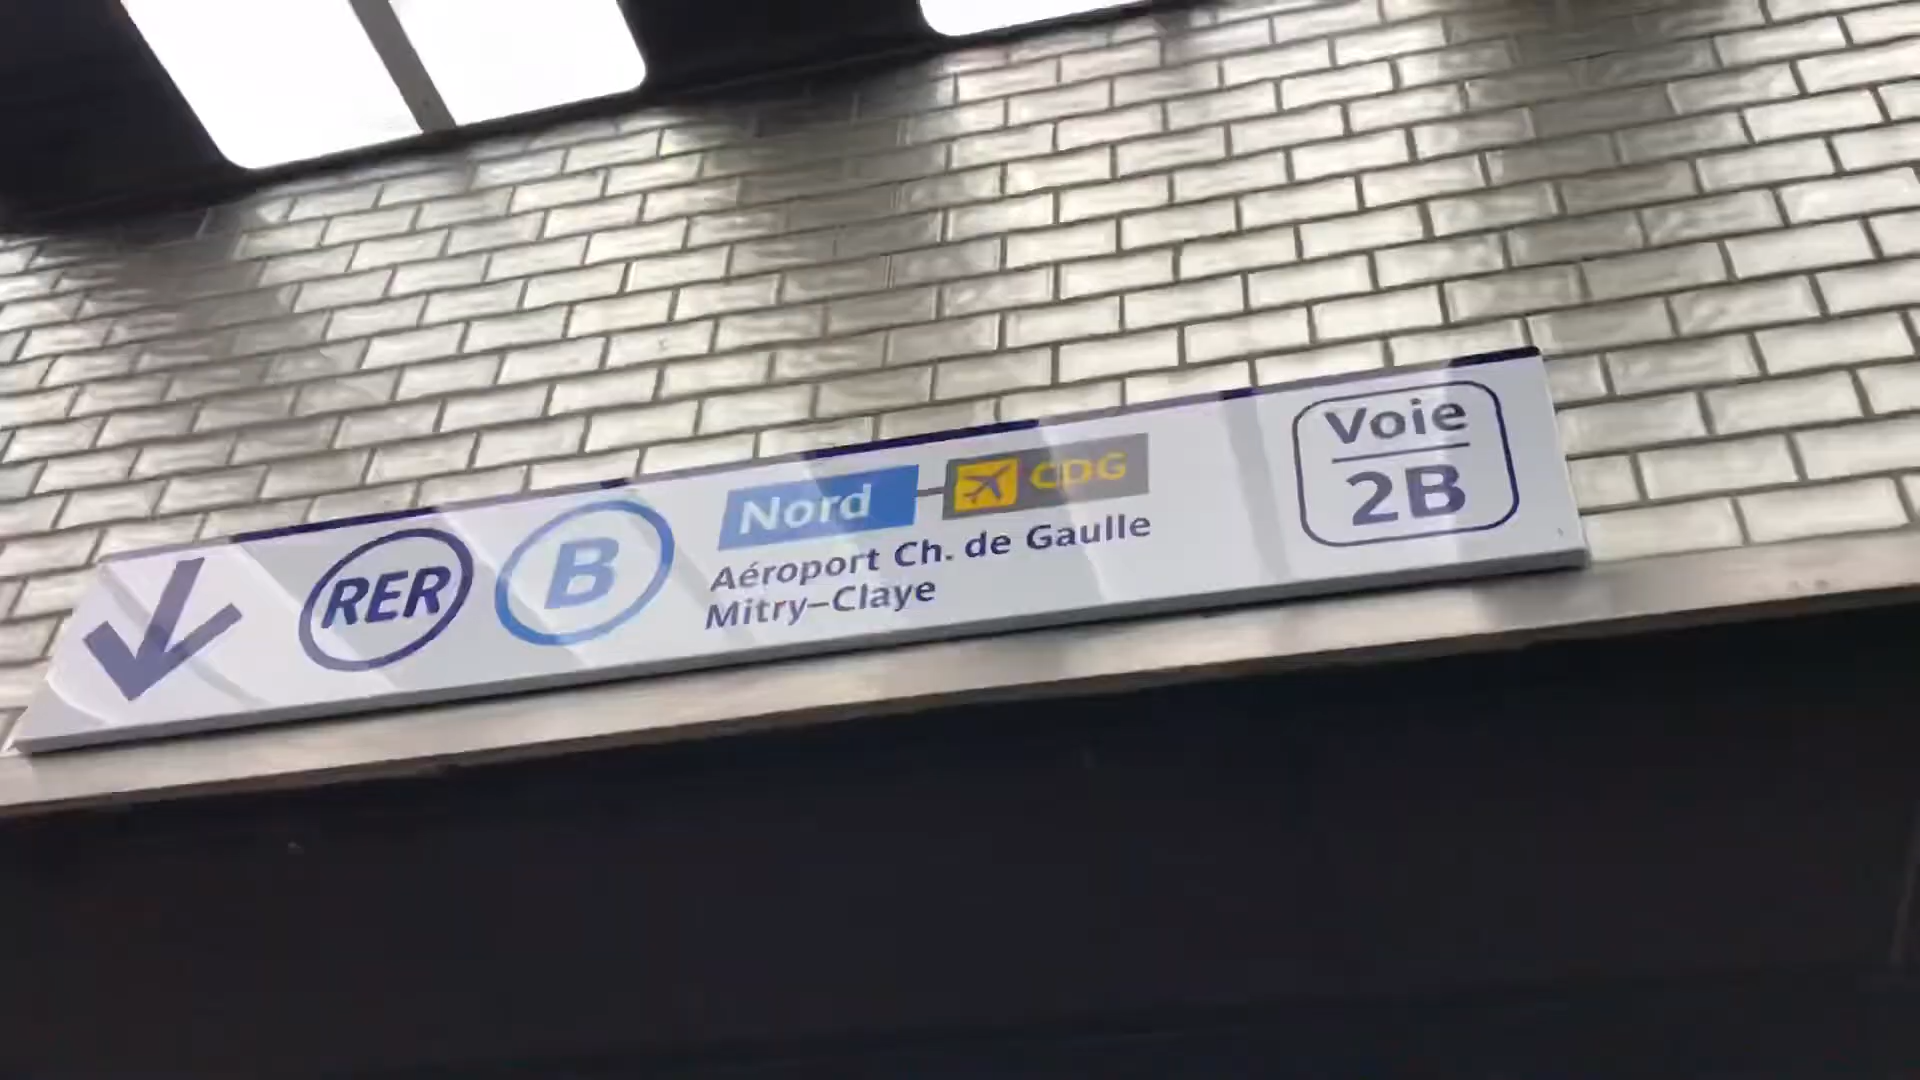 RER B
Nord CDG
Aéroport Ch. de Gaulle
Mitry–Claye
Voie
2B